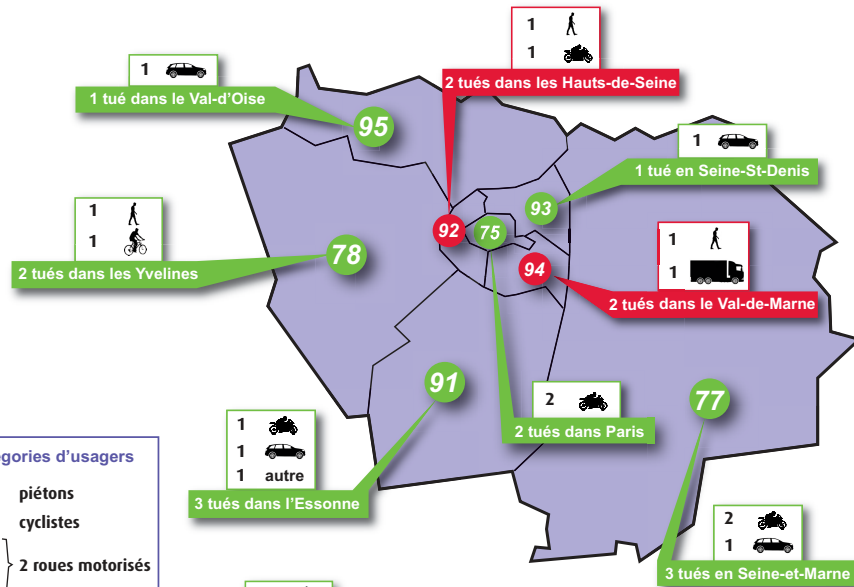 1
1
2 tués dans les Hauts-de-Seine
1
1 tué dans le Val-d'Oise
95
1
1 tué en Seine-St-Denis
93
1
1
2 tués dans les Yvelines
78
92
75
94
1
1
2 tués dans le Val-de-Marne
91
77
2
2 tués dans Paris
1
1
1 autre
3 tués dans l'Essonne
2
1
3 tués en Seine-et-Marne
égories d'usagers
piétons
cyclistes
2 roues motorisés